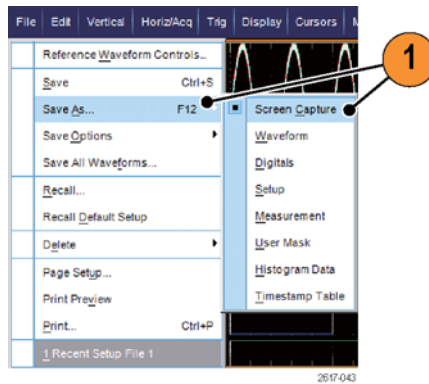 File Edit Vertical Horiz/Acq Trig Display Cursors
Reference Waveform Controls...
Save Ctrl+S
Save As... F12
Save Options
Save All Waveforms...
Recall...
Recall Default Setup
Delete
Page Setup...
Print Preview
Print... Ctrl+P
1 Recent Setup File 1
Screen Capture
Waveform
Digitals
Setup
Measurement
User Mask
Histogram Data
Timestamp Table
1
2617-043